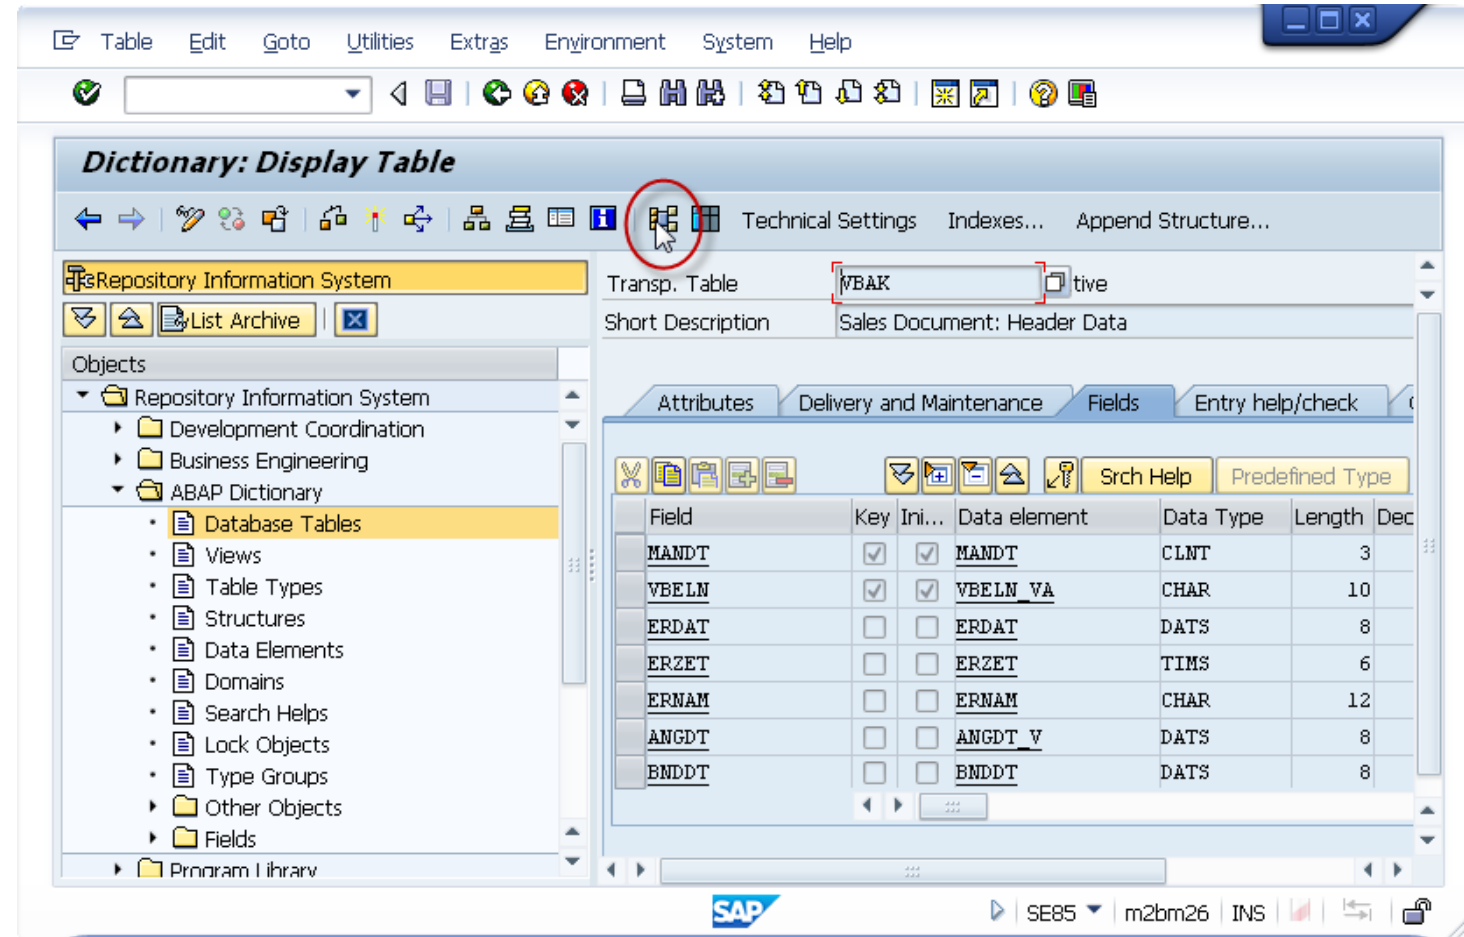 Table Edit Goto Utilities Extras Environment System Help
Dictionary: Display Table
Technical Settings Indexes... Append Structure...
Repository Information System
List Archive
Objects
Repository Information System
Development Coordination
Business Engineering
ABAP Dictionary
Database Tables
Views
Table Types
Structures
Data Elements
Domains
Search Helps
Lock Objects
Type Groups
Other Objects
Fields
Program Library
Transp. Table VBAK tive
Short Description Sales Document: Header Data
Attributes Delivery and Maintenance Fields Entry help/check
Srch Help Predefined Type
Field Key Ini... Data element Data Type Length Dec
MANDT MANDT CLNT 3
VBELN VBELN_VA CHAR 10
ERDAT ERDAT DATS 8
ERZET ERZET TIMS 6
ERNAM ERNAM CHAR 12
ANGDT ANGDT_V DATS 8
BNDDT BNDDT DATS 8
SAP SE85 m2bm26 INS